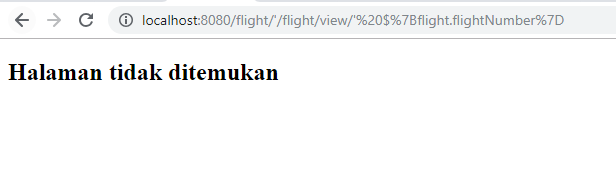 localhost:8080/flight/'/flight/view/'%20$%7Bflight.flightNumber%7D
Halaman tidak ditemukan